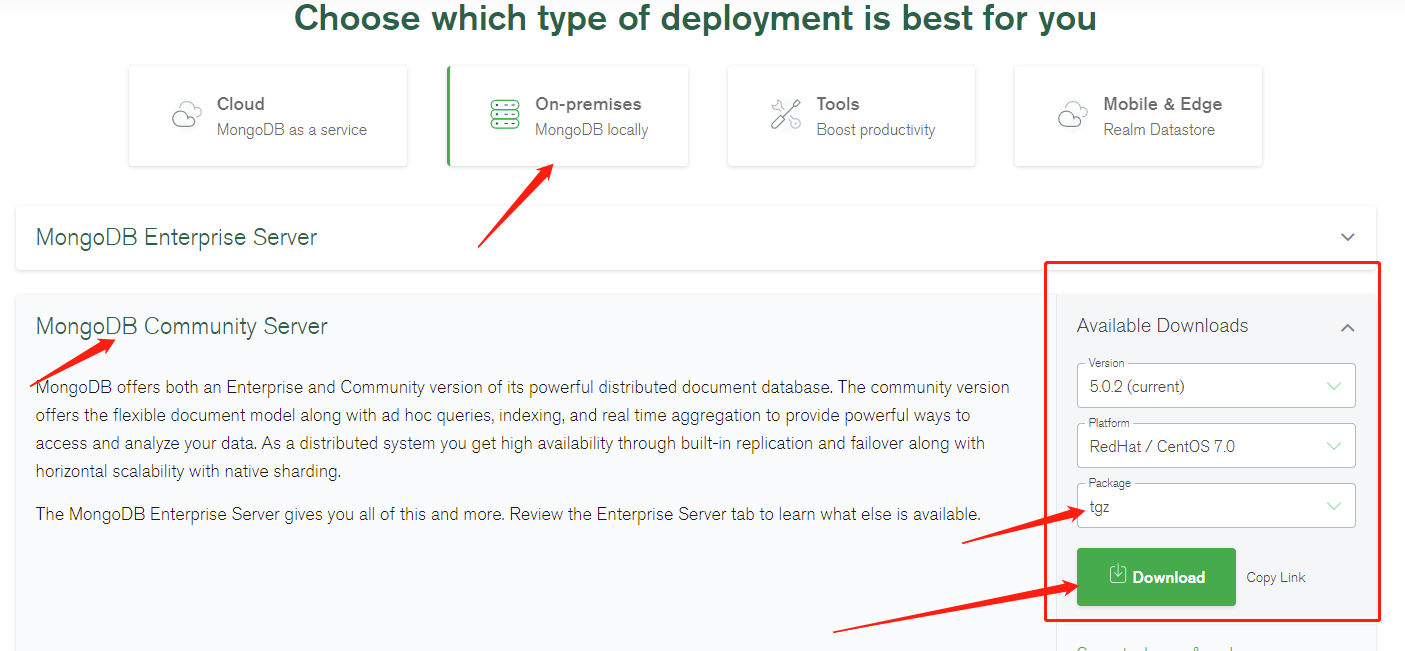 Choose which type of deployment is best for you
Cloud
MongoDB as a service
On-premises
MongoDB locally
Tools
Boost productivity
Mobile & Edge
Realm Datastore
MongoDB Enterprise Server
MongoDB Community Server
MongoDB offers both an Enterprise and Community version of its powerful distributed document database. The community version
offers the flexible document model along with ad hoc queries, indexing, and real time aggregation to provide powerful ways to
access and analyze your data. As a distributed system you get high availability through built-in replication and failover along with
horizontal scalability with native sharding.
The MongoDB Enterprise Server gives you all of this and more. Review the Enterprise Server tab to learn what else is available.
Available Downloads
Version
5.0.2 (current)
Platform
RedHat / CentOS 7.0
Package
tgz
Download
Copy Link